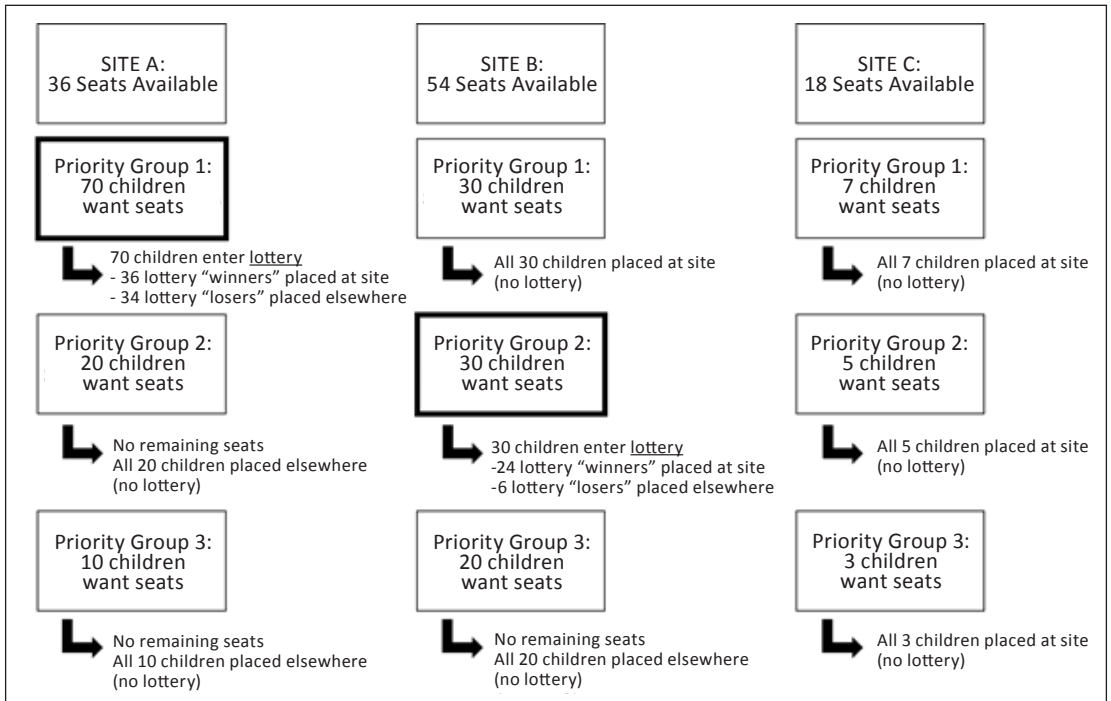 SITE A:
36 Seats Available
Priority Group 1:
70 children
want seats
70 children enter lottery
- 36 lottery “winners” placed at site
- 34 lottery “losers” placed elsewhere
Priority Group 2:
20 children
want seats
No remaining seats
All 20 children placed elsewhere
(no lottery)
Priority Group 3:
10 children
want seats
No remaining seats
All 10 children placed elsewhere
(no lottery)
SITE B:
54 Seats Available
Priority Group 1:
30 children
want seats
All 30 children placed at site
(no lottery)
Priority Group 2:
30 children
want seats
30 children enter lottery
-24 lottery “winners” placed at site
-6 lottery “losers” placed elsewhere
Priority Group 3:
20 children
want seats
No remaining seats
All 20 children placed elsewhere
(no lottery)
SITE C:
18 Seats Available
Priority Group 1:
7 children
want seats
All 7 children placed at site
(no lottery)
Priority Group 2:
5 children
want seats
All 5 children placed at site
(no lottery)
Priority Group 3:
3 children
want seats
All 3 children placed at site
(no lottery)